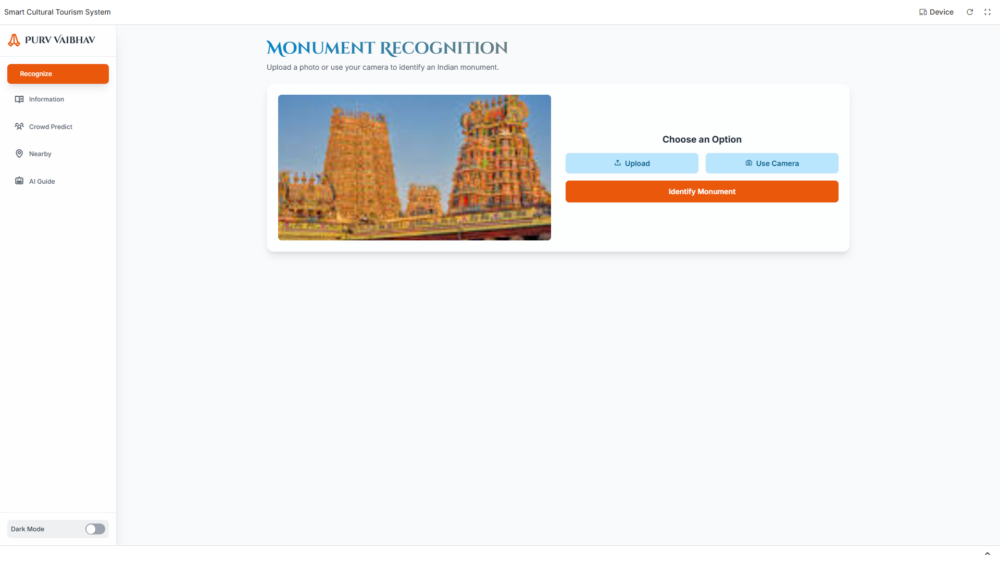 Smart Cultural Tourism System
Device
PURV VAIBHAV
Recognize
Information
Crowd Predict
Nearby
AI Guide
Dark Mode
MONUMENT RECOGNITION
Upload a photo or use your camera to identify an Indian monument.
Choose an Option
Upload
Use Camera
Identify Monument